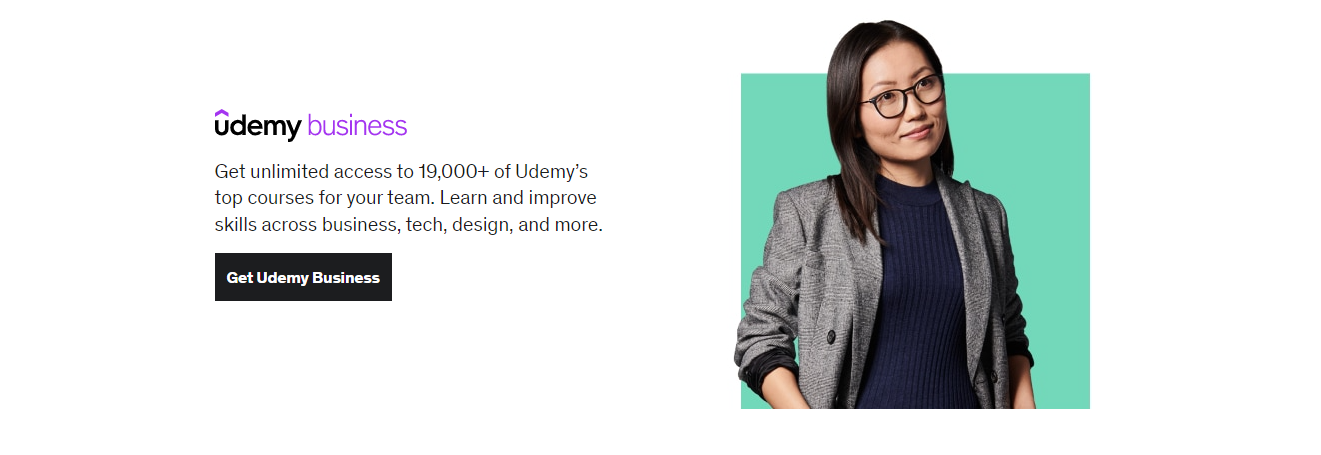 udemy business
Get unlimited access to 19,000+ of Udemy’s
top courses for your team. Learn and improve
skills across business, tech, design, and more.
Get Udemy Business